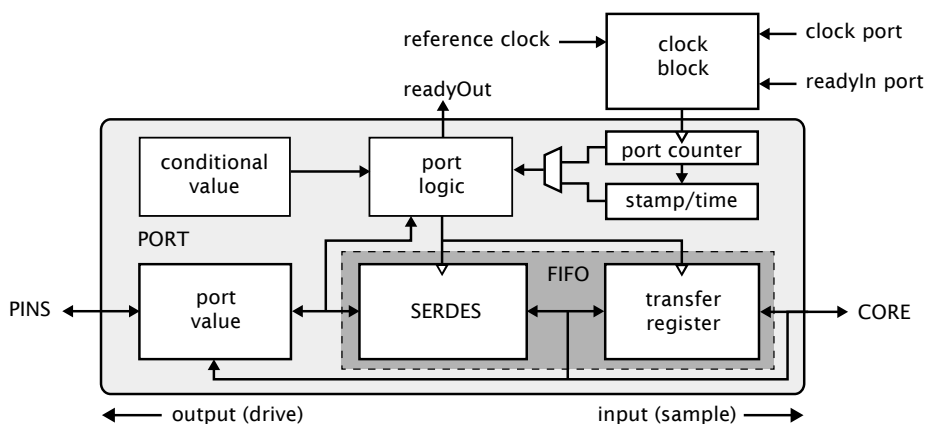 reference clock
clock
block
clock port
readyIn port
readyOut
conditional
value
port
logic
port counter
stamp/time
PORT
FIFO
PINS
port
value
SERDES
transfer
register
CORE
output (drive)
input (sample)